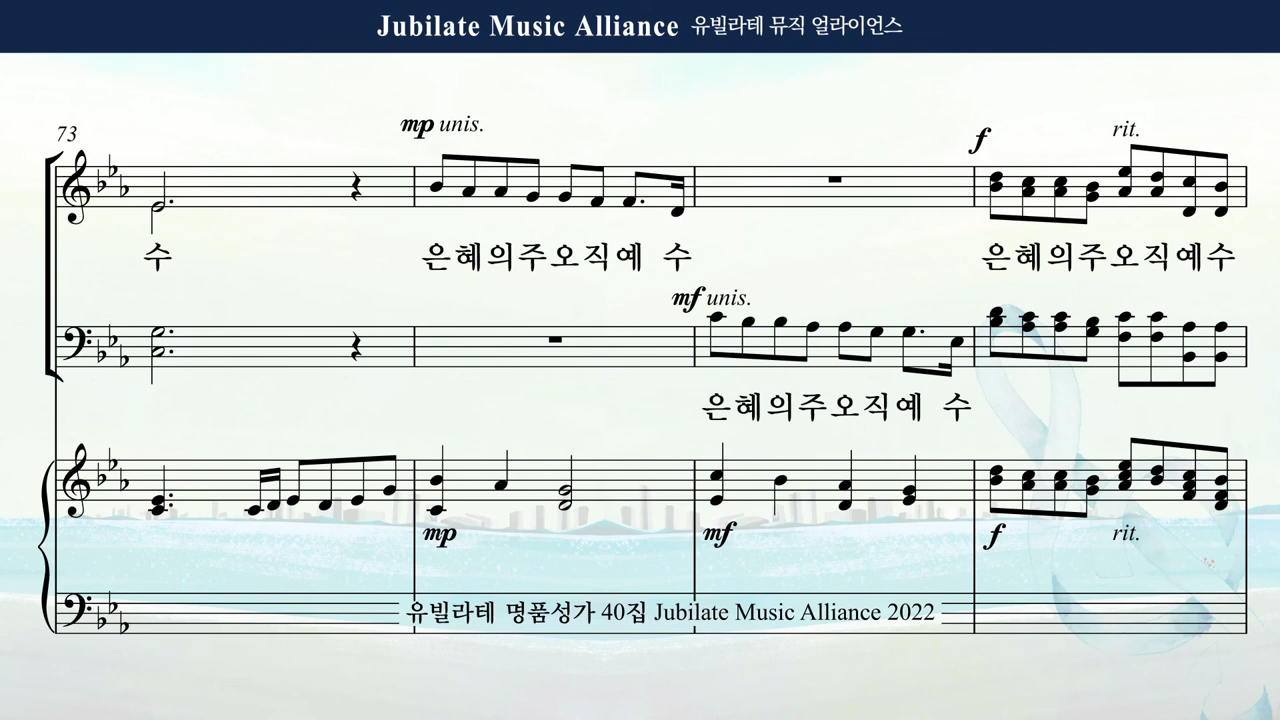 Jubilate Music Alliance 유빌라테 뮤직 얼라이언스
73
mp unis.
f
rit.
수 은혜의주오직예 수 은혜의주오직예수
mf unis.
은혜의주오직예 수
mp
mf
f
rit.
유빌라테 명품성가 40집 Jubilate Music Alliance 2022